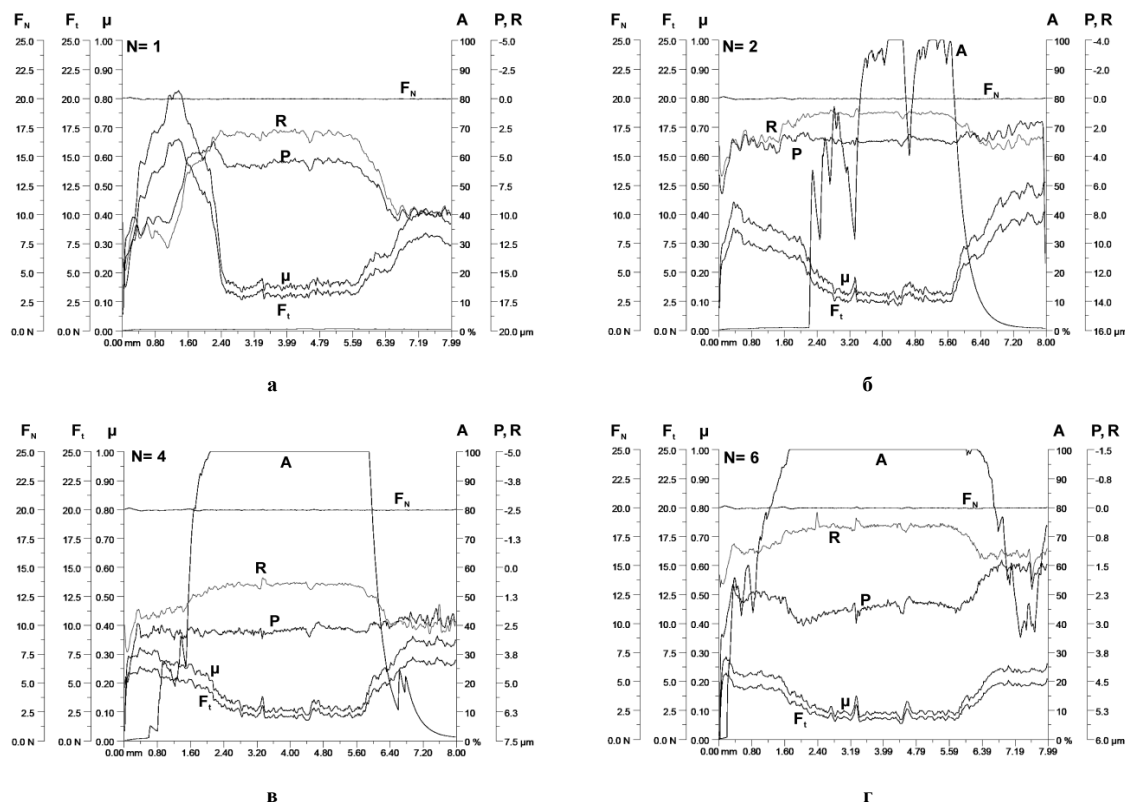 F_N F_t μ A P, R
25.0 25.0 1.00 N= 1 100 -5.0
22.5 22.5 0.90 90 -2.5
20.0 20.0 0.80 F_N 80 -0.0
17.5 17.5 0.70 R 70 2.5
15.0 15.0 0.60 P 60 5.0
12.5 12.5 0.50 50 7.5
10.0 10.0 0.40 40 10.0
7.5 7.5 0.30 30 12.5
5.0 5.0 0.20 μ 20 15.0
2.5 2.5 0.10 F_t 10 17.5
0.0 N 0.0 N 0.00 mm 0.80 1.60 2.40 3.19 3.99 4.79 5.59 6.39 7.19 7.99 0 % 20.0 μm
а
F_N F_t μ A P, R
25.0 25.0 1.00 N= 2 A 100 -4.0
22.5 22.5 0.90 90 -2.0
20.0 20.0 0.80 F_N 80 -0.0
17.5 17.5 0.70 R 70 2.0
15.0 15.0 0.60 P 60 4.0
12.5 12.5 0.50 50 6.0
10.0 10.0 0.40 40 8.0
7.5 7.5 0.30 30 10.0
5.0 5.0 0.20 μ 20 12.0
2.5 2.5 0.10 F_t 10 14.0
0.0 N 0.0 N 0.00 mm 0.80 1.60 2.40 3.20 4.00 4.80 5.60 6.40 7.20 8.00 0 % 16.0 μm
б
F_N F_t μ A P, R
25.0 25.0 1.00 N= 4 A 100 -5.0
22.5 22.5 0.90 90 -3.8
20.0 20.0 0.80 F_N 80 -2.5
17.5 17.5 0.70 70 -1.3
15.0 15.0 0.60 R 60 0.0
12.5 12.5 0.50 50 1.3
10.0 10.0 0.40 P 40 2.5
7.5 7.5 0.30 30 3.8
5.0 5.0 0.20 μ 20 5.0
2.5 2.5 0.10 F_t 10 6.3
0.0 N 0.0 N 0.00 mm 0.80 1.60 2.40 3.20 4.00 4.80 5.60 6.40 7.20 8.00 0 % 7.5 μm
в
F_N F_t μ A P, R
25.0 25.0 1.00 N= 6 A 100 -1.5
22.5 22.5 0.90 90 -0.8
20.0 20.0 0.80 F_N 80 0.0
17.5 17.5 0.70 R 70 0.8
15.0 15.0 0.60 60 1.5
12.5 12.5 0.50 P 50 2.3
10.0 10.0 0.40 40 3.0
7.5 7.5 0.30 30 3.8
5.0 5.0 0.20 20 4.5
2.5 2.5 0.10 μ F_t 10 5.3
0.0 N 0.0 N 0.00 mm 0.80 1.60 2.40 3.19 3.99 4.79 5.59 6.39 7.19 7.99 0 % 6.0 μm
г